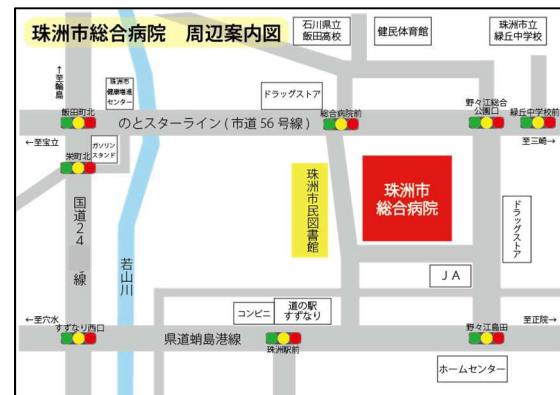 珠洲市総合病院 周辺案内図
石川県立
飯田高校
健民体育館
珠洲市立
緑丘中学校
←至輪島
珠洲市
健康増進
センター
ドラッグストア
飯田町北
のとスターライン(市道56号線)
総合病院前
野々江総合
公園口
緑丘中学校前
←至宝立
至三崎→
栄町北
ガソリン
スタンド
国道24
線
若山川
珠洲市民図書館
珠洲市
総合病院
ドラッグストア
JA
コンビニ
道の駅
すずなり
←至穴水
すずなり西口
県道蛸島港線
珠洲駅前
野々江島田
至正院→
ホームセンター